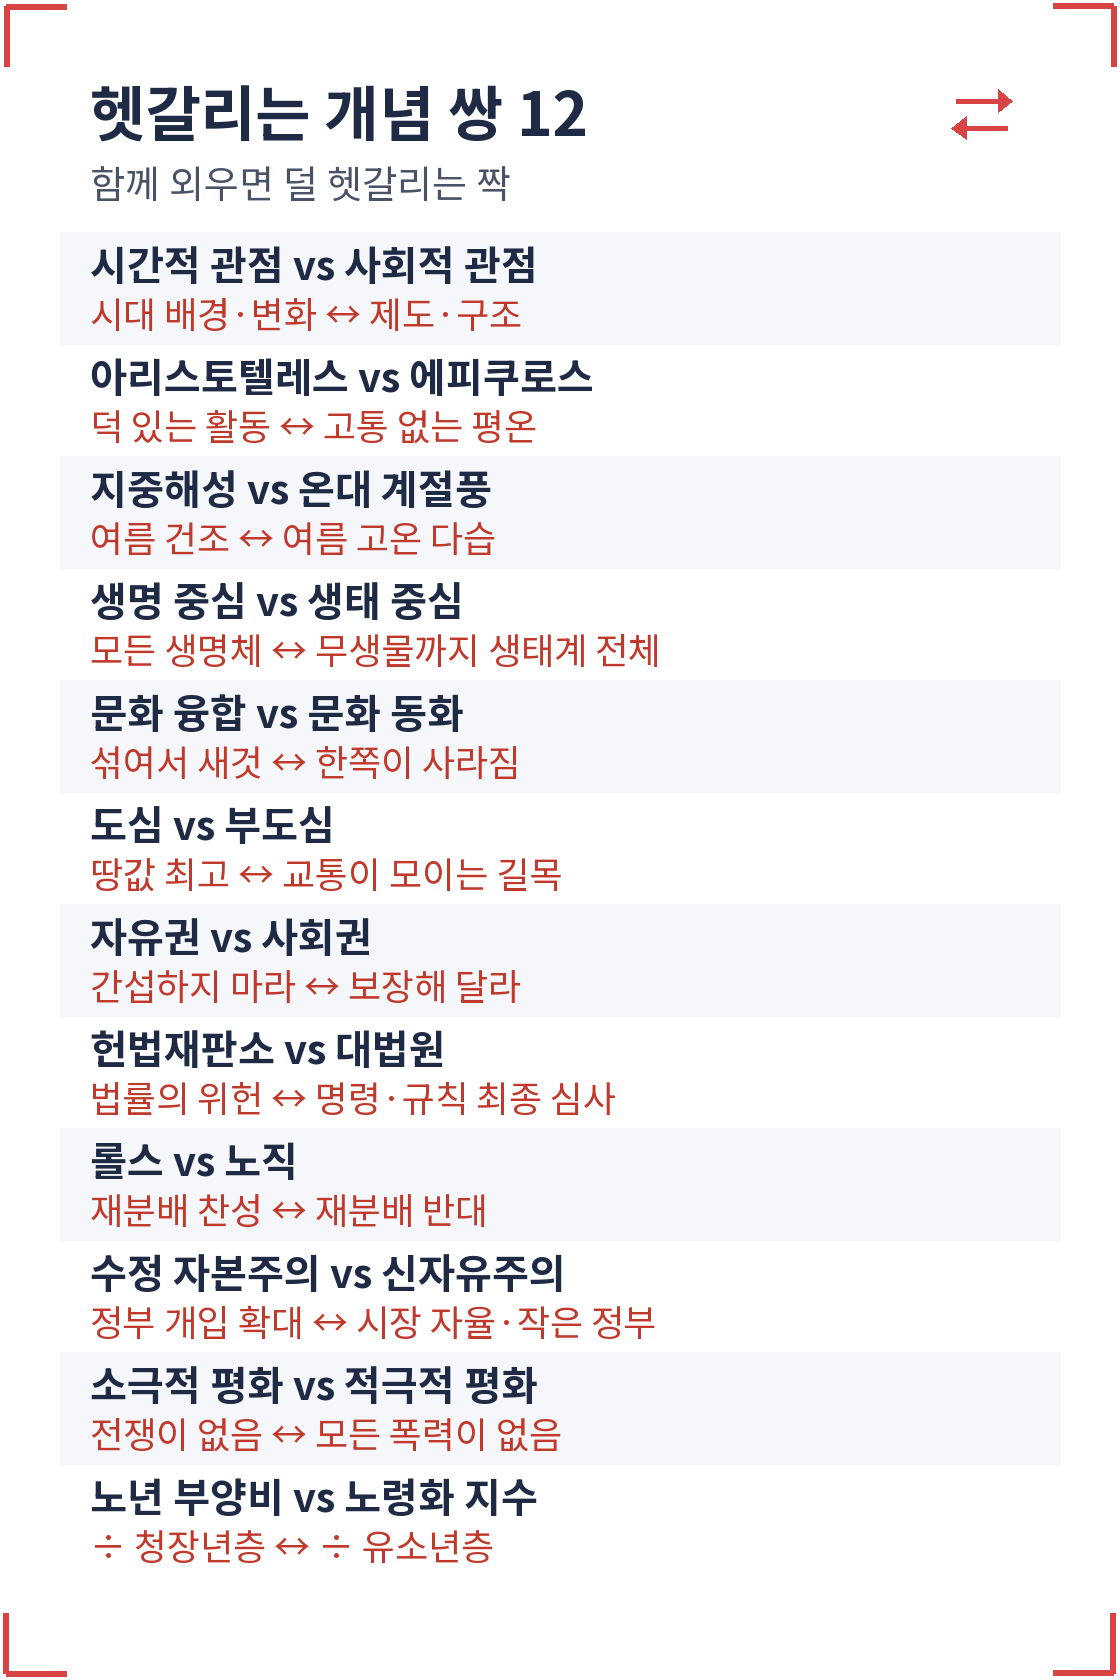 헷갈리는 개념 쌍 12
함께 외우면 덜 헷갈리는 짝
시간적 관점 vs 사회적 관점
시대 배경·변화 ↔ 제도·구조
아리스토텔레스 vs 에피쿠로스
덕 있는 활동 ↔ 고통 없는 평온
지중해성 vs 온대 계절풍
여름 건조 ↔ 여름 고온 다습
생명 중심 vs 생태 중심
모든 생명체 ↔ 무생물까지 생태계 전체
문화 융합 vs 문화 동화
섞여서 새것 ↔ 한쪽이 사라짐
도심 vs 부도심
땅값 최고 ↔ 교통이 모이는 길목
자유권 vs 사회권
간섭하지 마라 ↔ 보장해 달라
헌법재판소 vs 대법원
법률의 위헌 ↔ 명령·규칙 최종 심사
롤스 vs 노직
재분배 찬성 ↔ 재분배 반대
수정 자본주의 vs 신자유주의
정부 개입 확대 ↔ 시장 자율·작은 정부
소극적 평화 vs 적극적 평화
전쟁이 없음 ↔ 모든 폭력이 없음
노년 부양비 vs 노령화 지수
÷ 청장년층 ↔ ÷ 유소년층